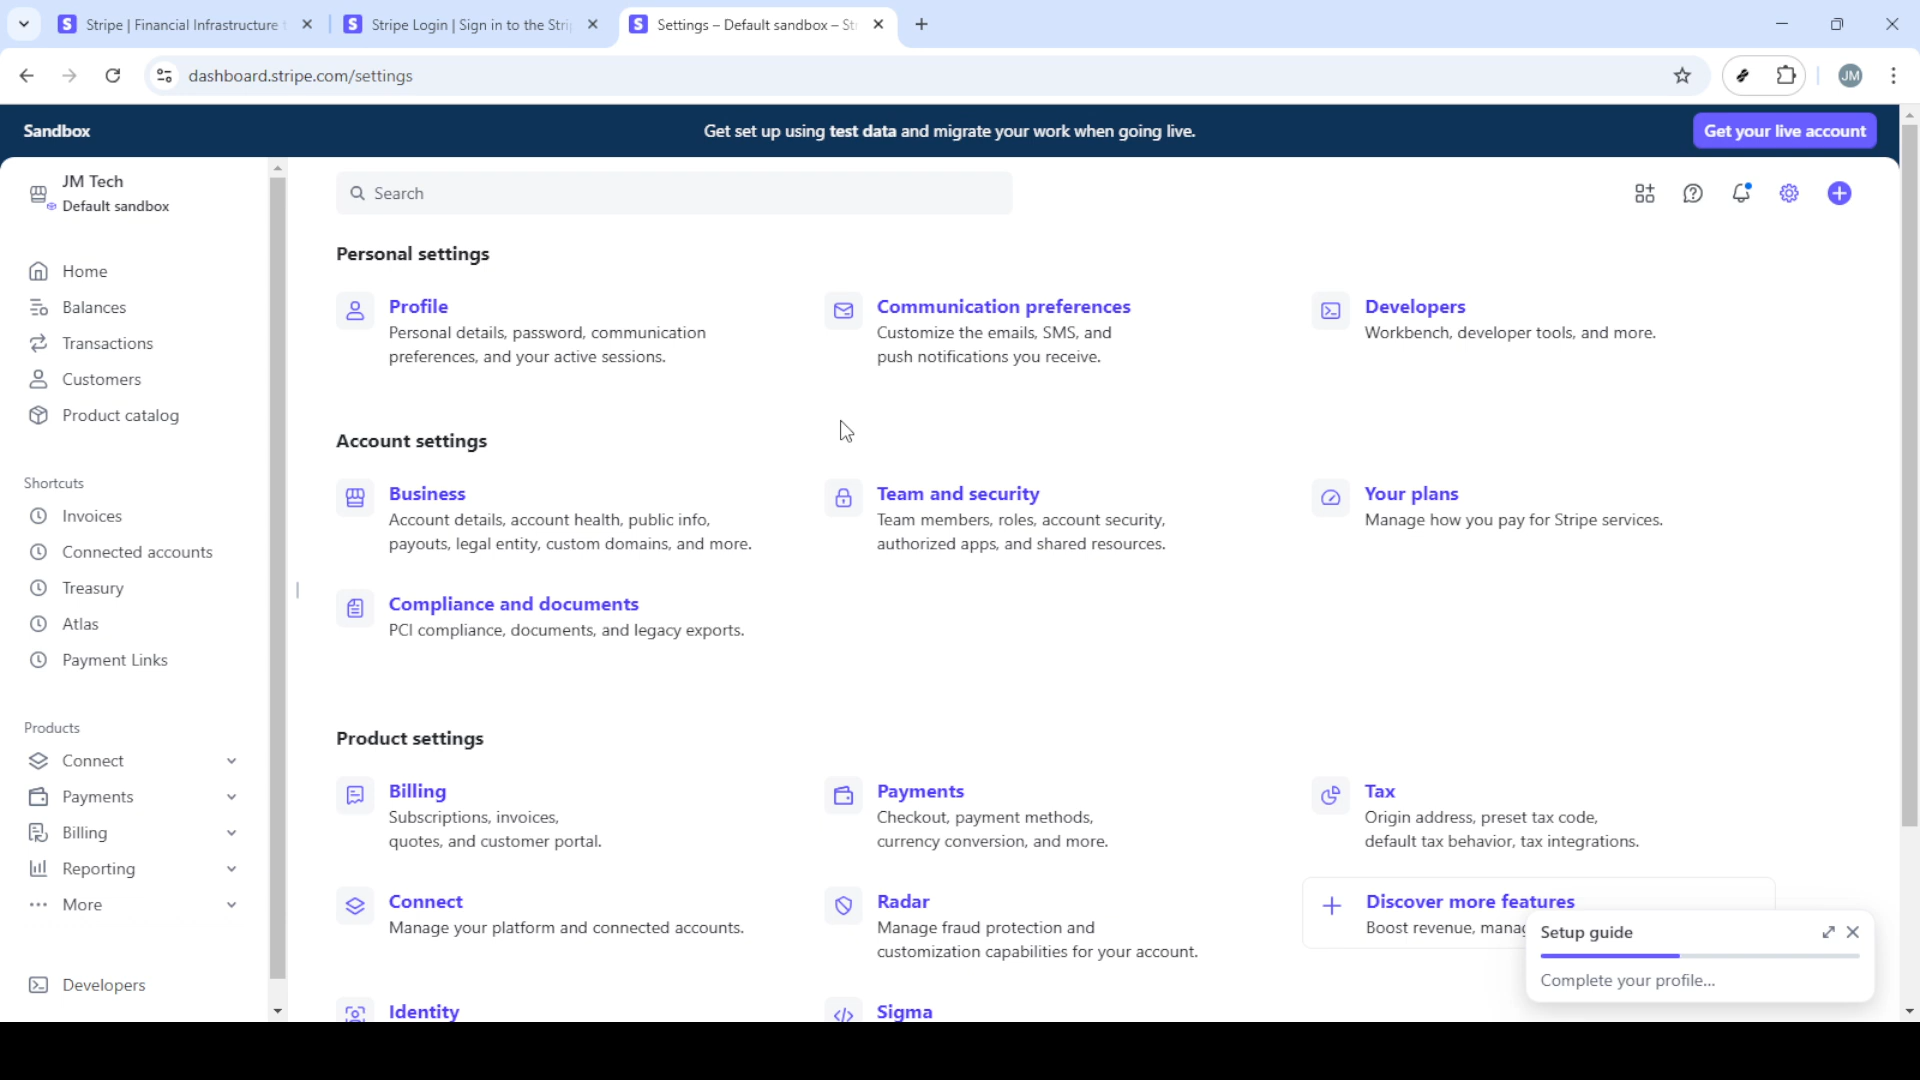 Stripe | Financial Infrastructure t
Stripe Login | Sign in to the Stri
Settings – Default sandbox – St
dashboard.stripe.com/settings
JM
Sandbox
Get set up using test data and migrate your work when going live.
Get your live account
JM Tech
Default sandbox
Search
Home
Balances
Transactions
Customers
Product catalog
Shortcuts
Invoices
Connected accounts
Treasury
Atlas
Payment Links
Products
Connect
Payments
Billing
Reporting
More
Developers
Personal settings
Profile
Personal details, password, communication
preferences, and your active sessions.
Communication preferences
Customize the emails, SMS, and
push notifications you receive.
Developers
Workbench, developer tools, and more.
Account settings
Business
Account details, account health, public info,
payouts, legal entity, custom domains, and more.
Team and security
Team members, roles, account security,
authorized apps, and shared resources.
Your plans
Manage how you pay for Stripe services.
Compliance and documents
PCI compliance, documents, and legacy exports.
Product settings
Billing
Subscriptions, invoices,
quotes, and customer portal.
Payments
Checkout, payment methods,
currency conversion, and more.
Tax
Origin address, preset tax code,
default tax behavior, tax integrations.
Connect
Manage your platform and connected accounts.
Radar
Manage fraud protection and
customization capabilities for your account.
Discover more features
Boost revenue, manag
Identity
Sigma
Setup guide
Complete your profile...